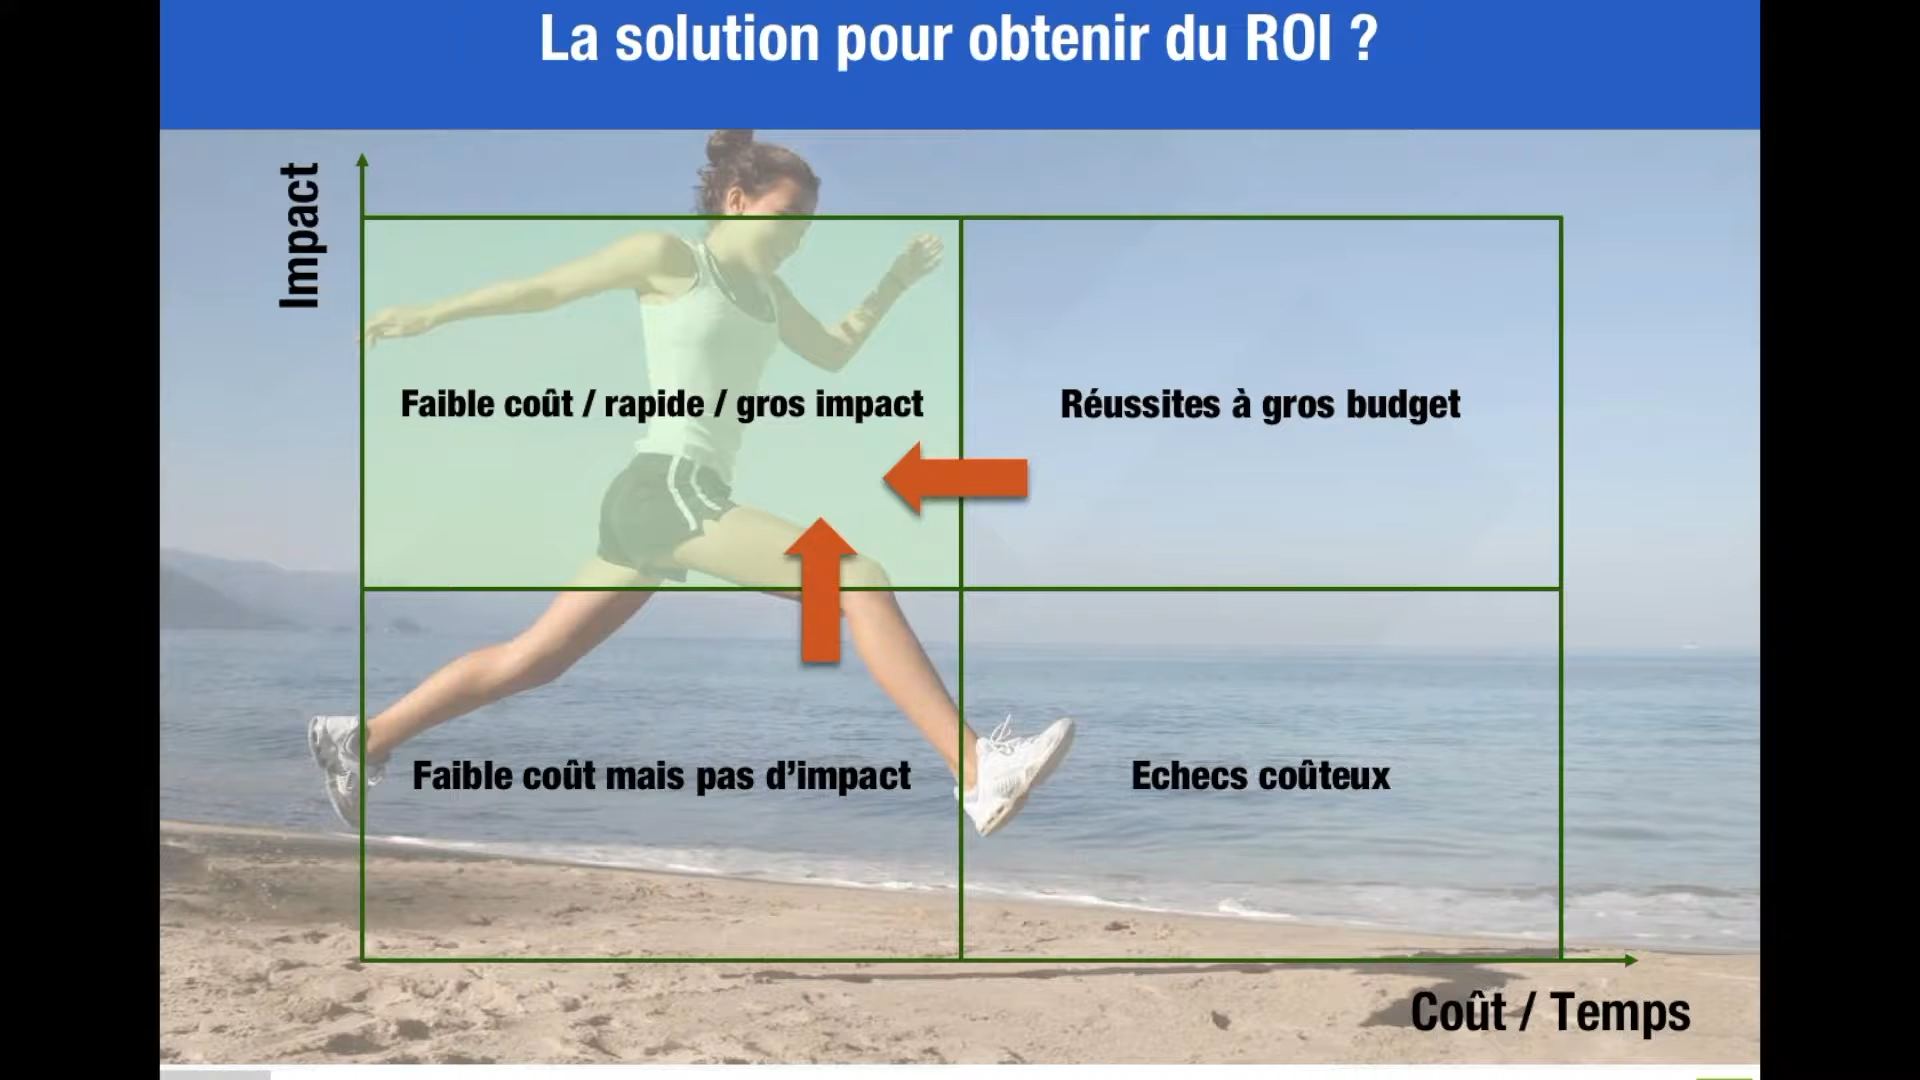 La solution pour obtenir du ROI ?
Impact
Faible coût / rapide / gros impact
Réussites à gros budget
Faible coût mais pas d’impact
Echecs coûteux
Coût / Temps